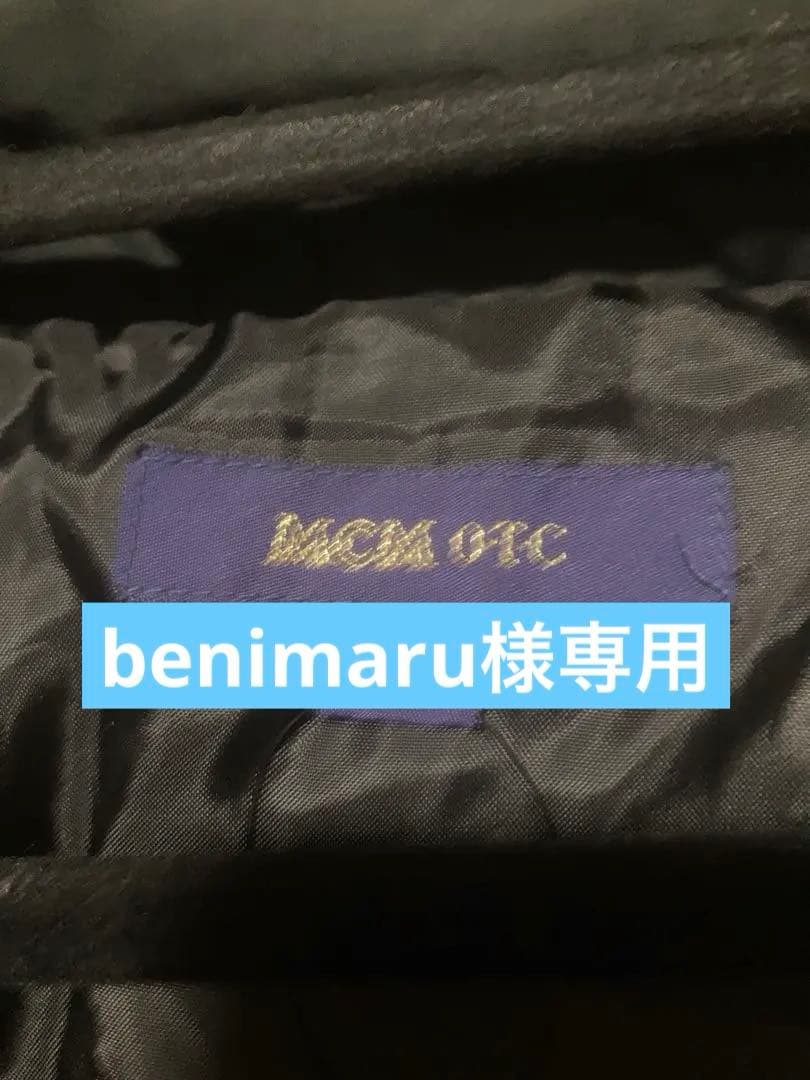 MCM OTC
benimaru様専用